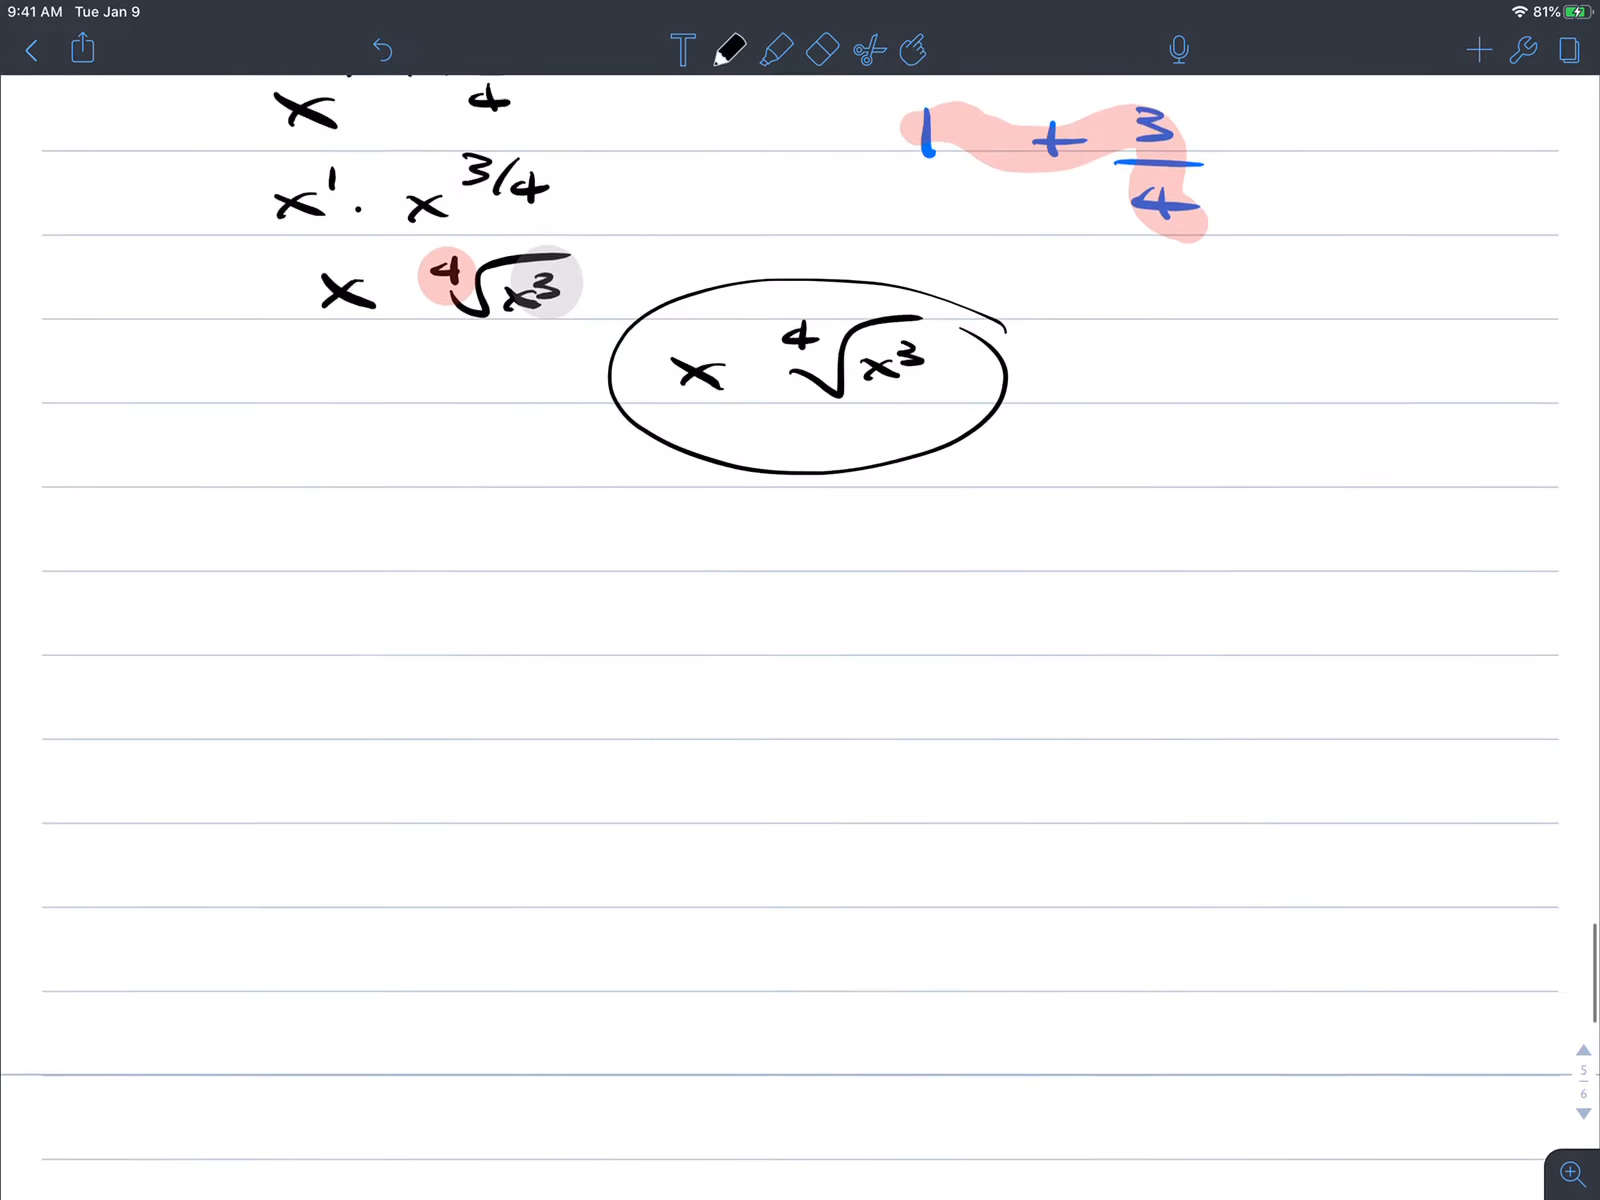 9:41 AM Tue Jan 9
81%
T
x 4
1 + 3/4
x¹ · x^3/4
x ⁴√x³
x ⁴√x³
5
6